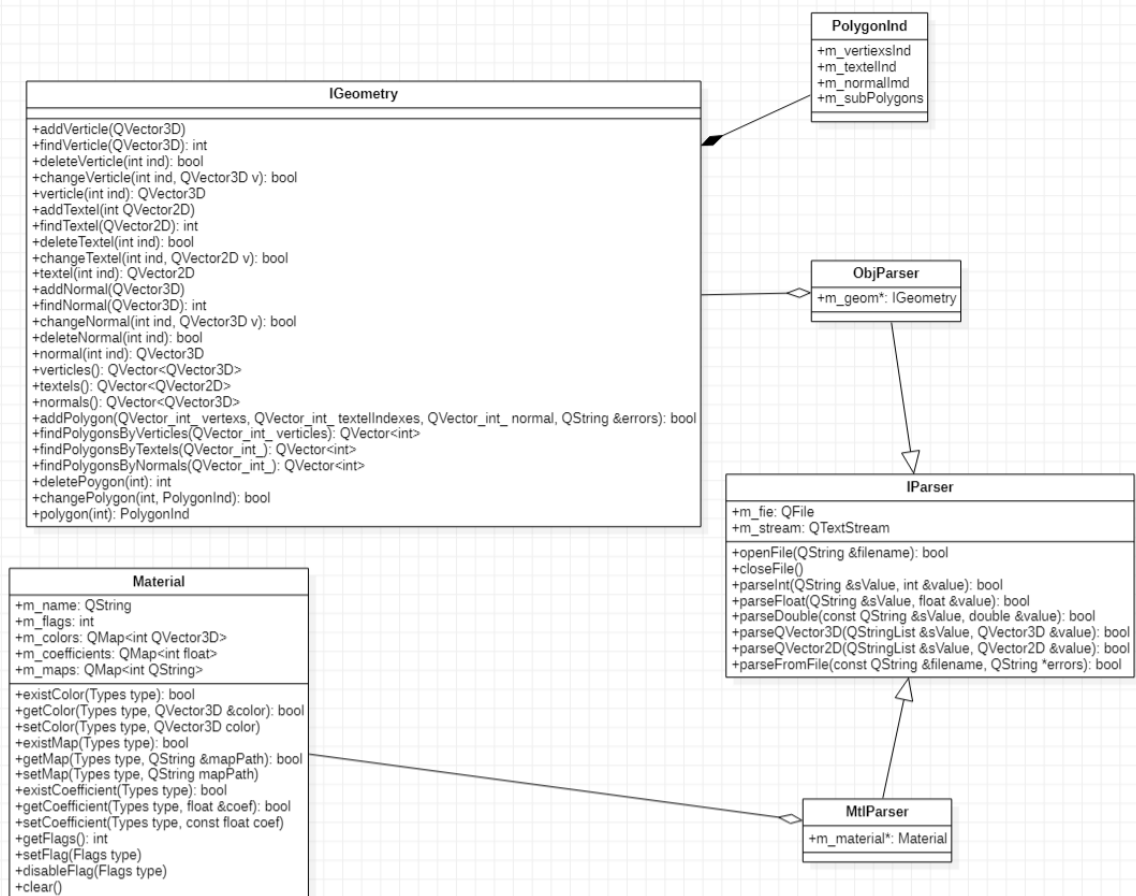 PolygonInd
+m_vertiexsInd
+m_textelInd
+m_normalImd
+m_subPolygons
IGeometry
+addVerticle(QVector3D)
+findVerticle(QVector3D): int
+deleteVerticle(int ind): bool
+changeVerticle(int ind, QVector3D v): bool
+verticle(int ind): QVector3D
+addTextel(int QVector2D)
+findTextel(QVector2D): int
+deleteTextel(int ind): bool
+changeTextel(int ind, QVector2D v): bool
+textel(int ind): QVector2D
+addNormal(QVector3D)
+findNormal(QVector3D): int
+changeNormal(int ind, QVector3D v): bool
+deleteNormal(int ind): bool
+normal(int ind): QVector3D
+verticles(): QVector<QVector3D>
+textels(): QVector<QVector2D>
+normals(): QVector<QVector3D>
+addPolygon(QVector_int_ vertexs, QVector_int_ textelIndexes, QVector_int_ normal, QString &errors): bool
+findPolygonsByVerticles(QVector_int_ verticles): QVector<int>
+findPolygonsByTextels(QVector_int_): QVector<int>
+findPolygonsByNormals(QVector_int_): QVector<int>
+deletePoygon(int): int
+changePolygon(int, PolygonInd): bool
+polygon(int): PolygonInd
ObjParser
+m_geom*: IGeometry
IParser
+m_fie: QFile
+m_stream: QTextStream
+openFile(QString &filename): bool
+closeFile()
+parseInt(QString &sValue, int &value): bool
+parseFloat(QString &sValue, float &value): bool
+parseDouble(const QString &sValue, double &value): bool
+parseQVector3D(QStringList &sValue, QVector3D &value): bool
+parseQVector2D(QStringList &sValue, QVector2D &value): bool
+parseFromFile(const QString &filename, QString *errors): bool
Material
+m_name: QString
+m_flags: int
+m_colors: QMap<int QVector3D>
+m_coefficients: QMap<int float>
+m_maps: QMap<int QString>
+existColor(Types type): bool
+getColor(Types type, QVector3D &color): bool
+setColor(Types type, QVector3D color)
+existMap(Types type): bool
+getMap(Types type, QString &mapPath): bool
+setMap(Types type, QString mapPath)
+existCoefficient(Types type): bool
+getCoefficient(Types type, float &coef): bool
+setCoefficient(Types type, const float coef)
+getFlags(): int
+setFlag(Flags type)
+disableFlag(Flags type)
+clear()
MtlParser
+m_material*: Material